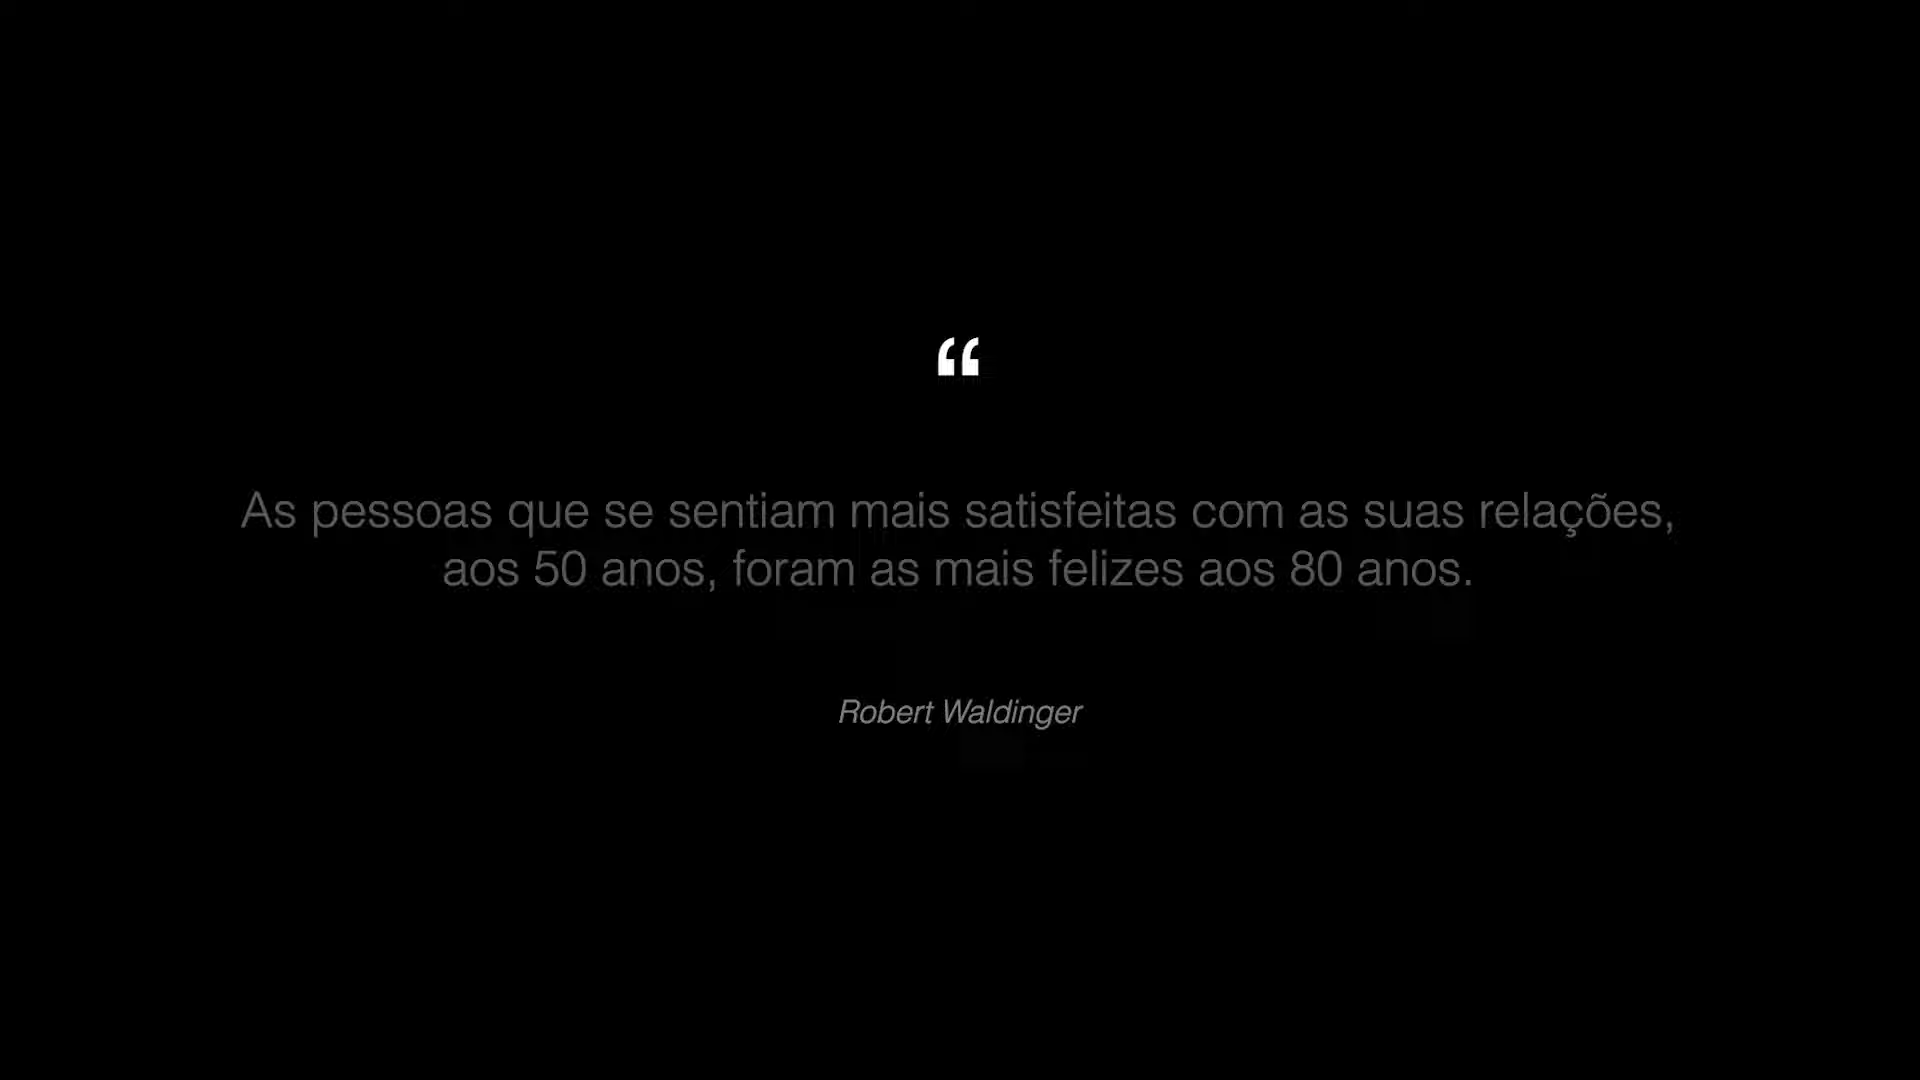 “
As pessoas que se sentiam mais satisfeitas com as suas relações,
aos 50 anos, foram as mais felizes aos 80 anos.
Robert Waldinger